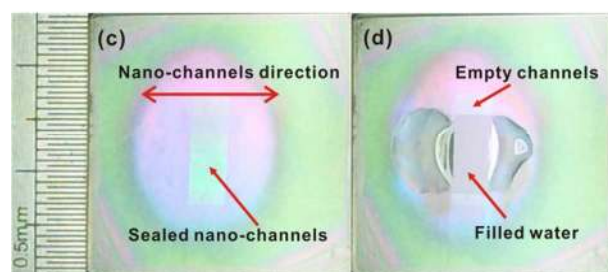 (c)
Nano-channels direction
Sealed nano-channels
(d)
Empty channels
Filled water
0.5mm